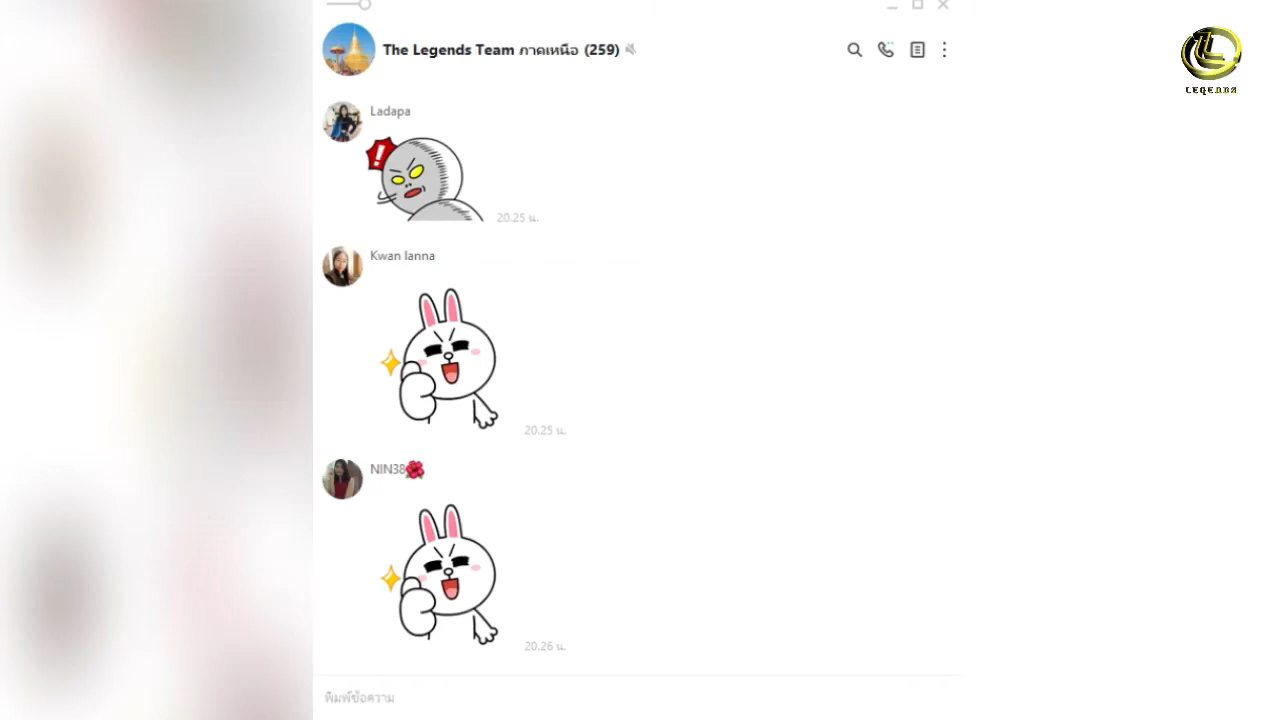 The Legends Team ภาคเหนือ (259)
Ladapa
!
20.25 น.
Kwan lanna
20.25 น.
NIN38
20.26 น.
พิมพ์ข้อความ
LEGENDS